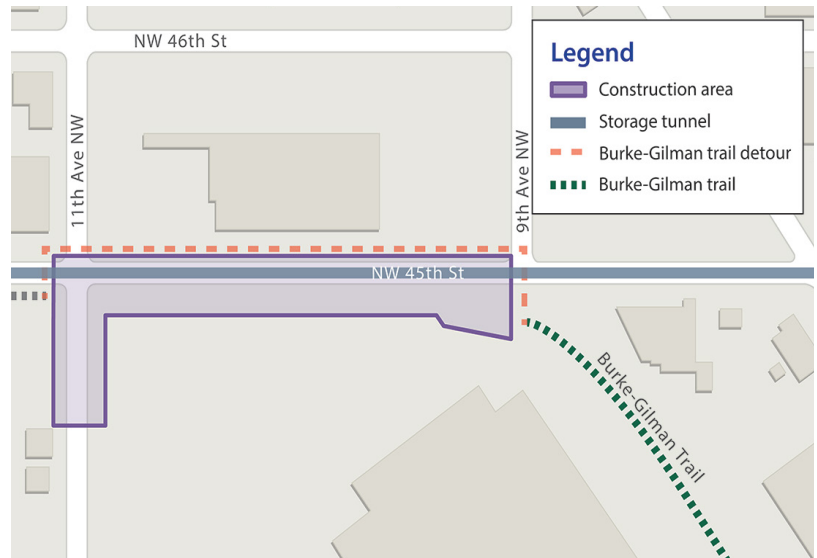 NW 46th St
11th Ave NW
9th Ave NW
Legend
Construction area
Storage tunnel
Burke-Gilman trail detour
Burke-Gilman trail
NW 45th St
Burke-Gilman Trail